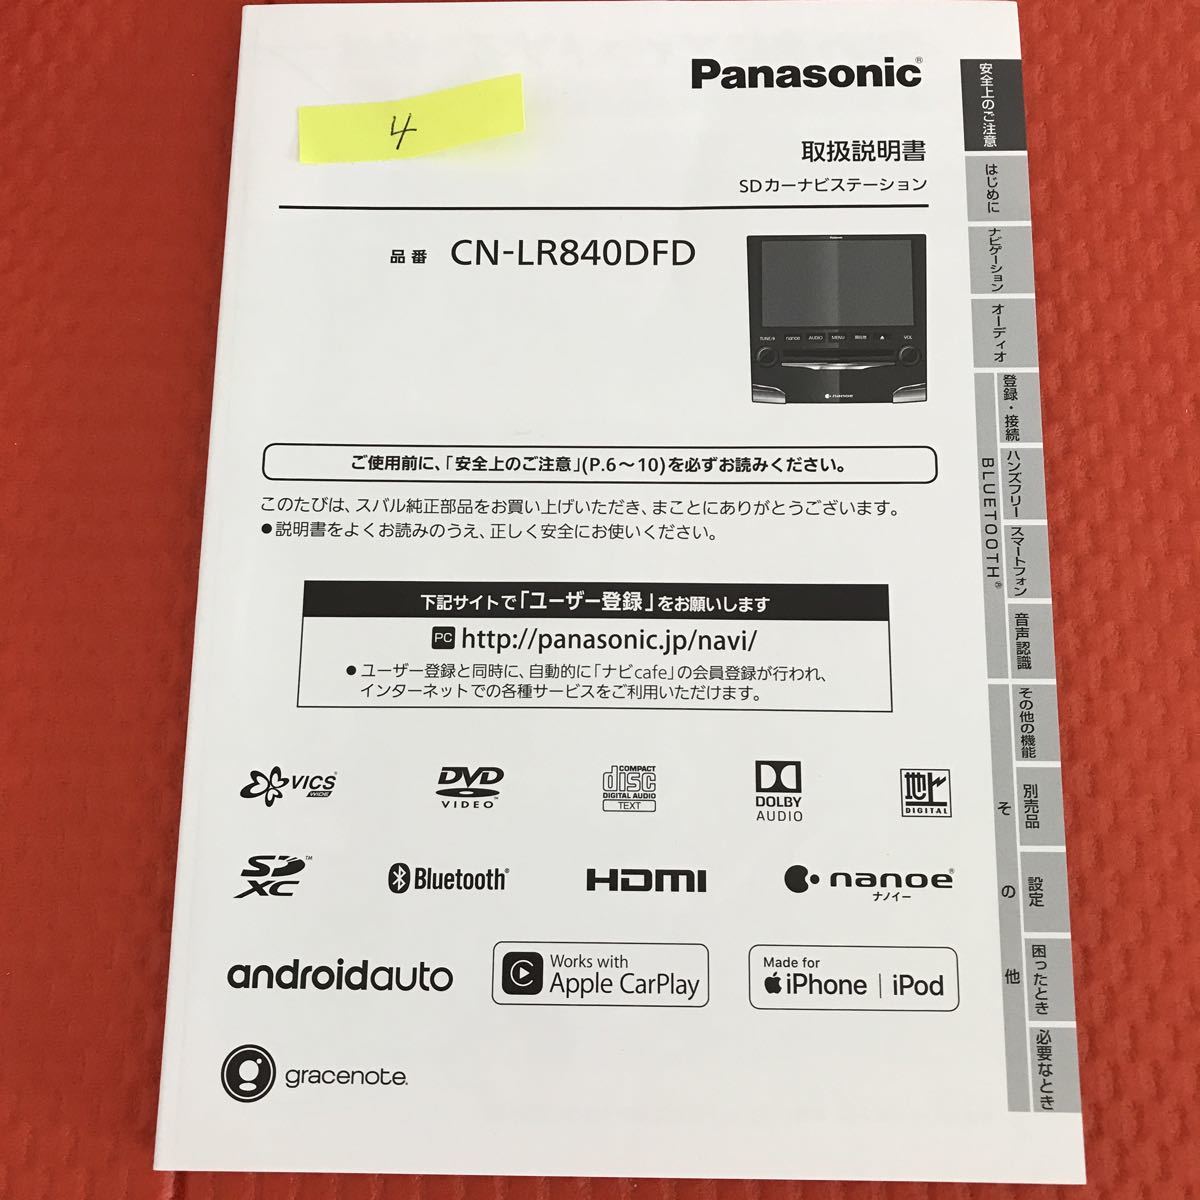 Panasonic®
4
取扱説明書
SDカーナビステーション
品番 CN-LR840DFD
Panasonic
TUNE/# nanoe AUDIO MENU 現在地 ▲ VOL
nanoe
ご使用前に、「安全上のご注意」(P.6〜10)を必ずお読みください。
このたびは、スバル純正部品をお買い上げいただき、まことにありがとうございます。
●説明書をよくお読みのうえ、正しく安全にお使いください。
下記サイトで「ユーザー登録」をお願いします
PC http://panasonic.jp/navi/
●ユーザー登録と同時に、自動的に「ナビcafe」の会員登録が行われ、
インターネットでの各種サービスをご利用いただけます。
VICS®
WIDE
DVD
VIDEO™
COMPACT
disc
DIGITAL AUDIO
TEXT
DOLBY
AUDIO
地上
DIGITAL
SD™
XC
Bluetooth®
HDMI
nanoe®
ナノイー
androidauto
Works with
Apple CarPlay
Made for
iPhone | iPod
gracenote.
安全上のご注意
はじめに
ナビゲーション
オーディオ
BLUETOOTH®
登録・接続
ハンズフリー
スマートフォン
音声認識
その他
その他の機能
別売品
設定
困ったとき
必要なとき